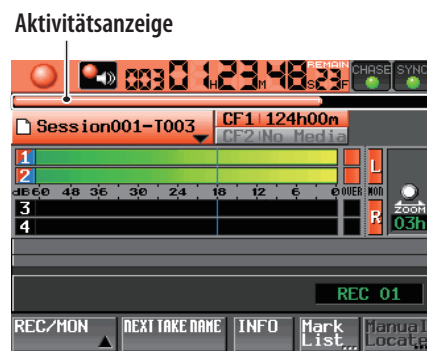 Aktivitätsanzeige
003 01H23M48S23F REMAIN CHASE SYNC
Session001-T003 CF1 124h00m
CF2 No Media
1
2 L
dB60 48 36 30 24 18 12 6 0 OVER MON
3 R ZOOM
4 03h
REC 01
REC/MON NEXT TAKE NAME INFO Mark List... Manual Locate...